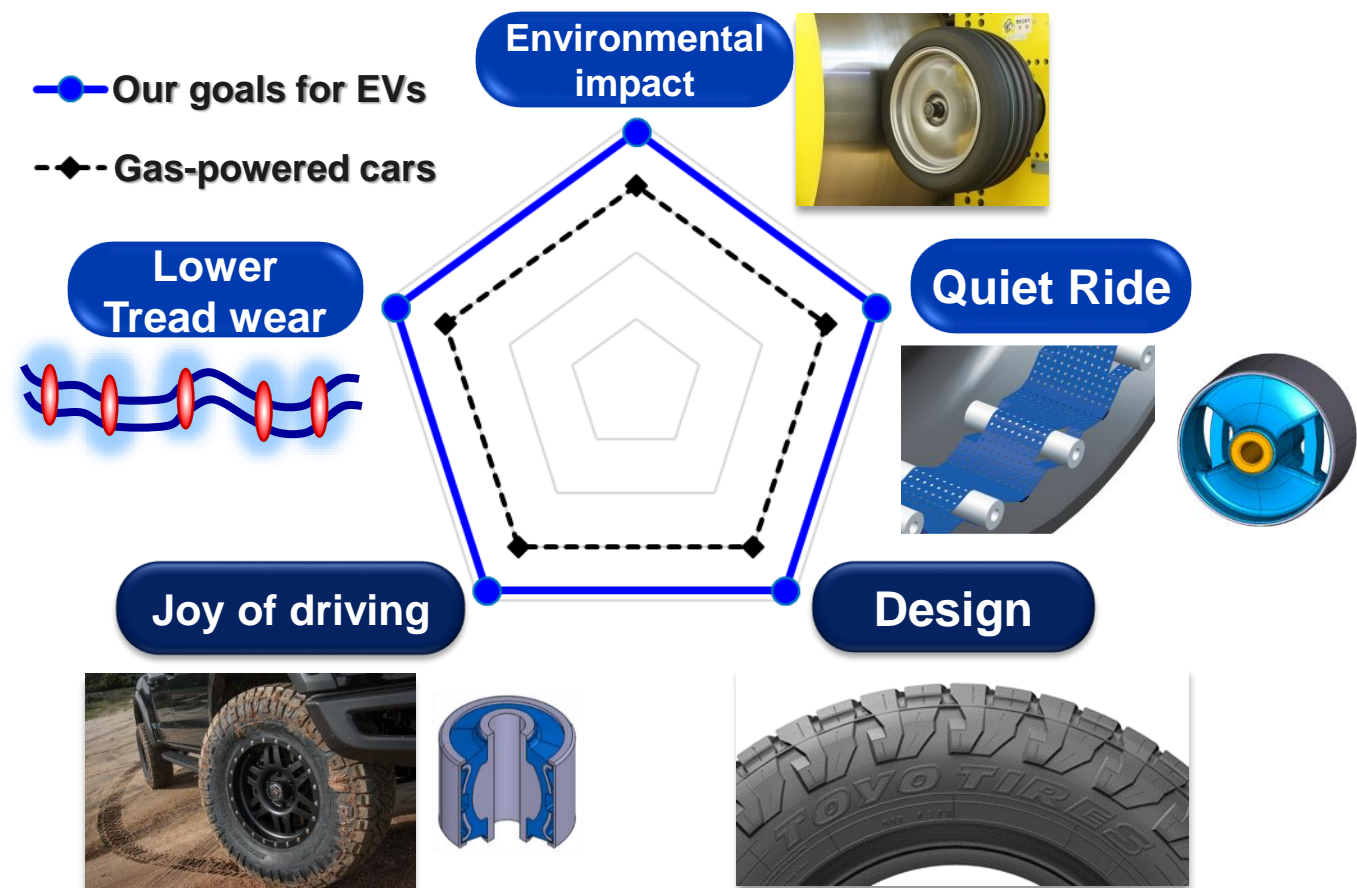 Environmental
impact
Our goals for EVs
Gas-powered cars
Lower
Tread wear
Quiet Ride
Joy of driving
Design
TOYO TIRES